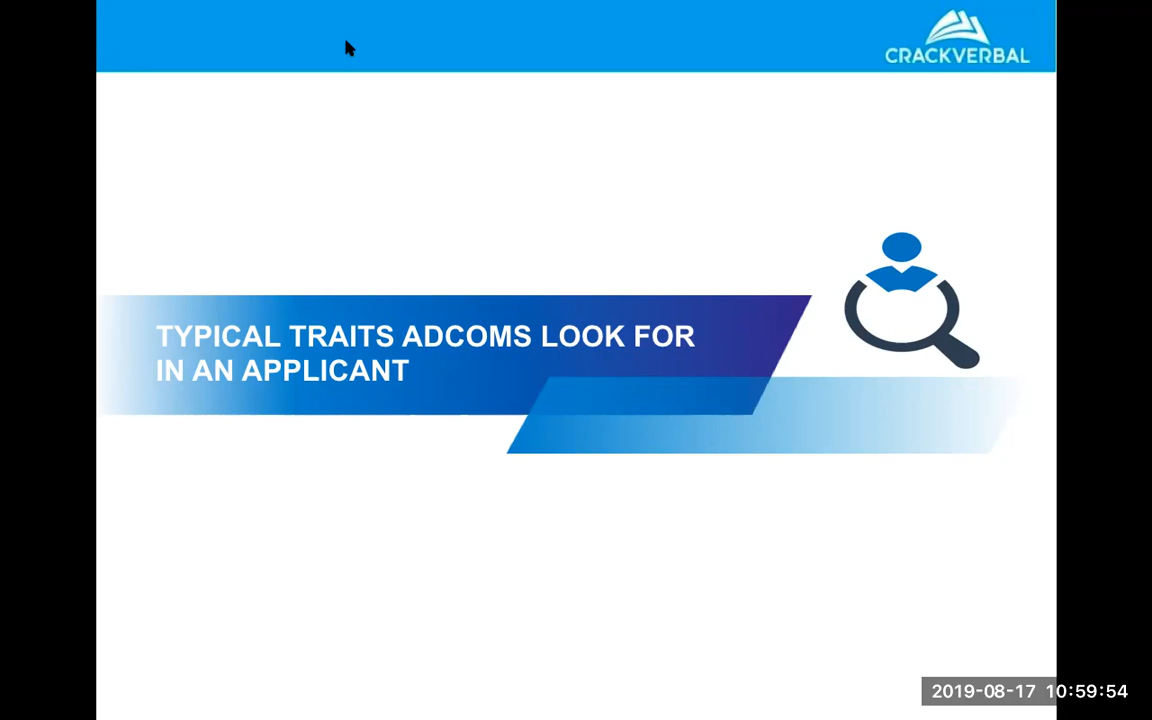 CRACKVERBAL
TYPICAL TRAITS ADCOMS LOOK FOR
IN AN APPLICANT
2019-08-17 10:59:54